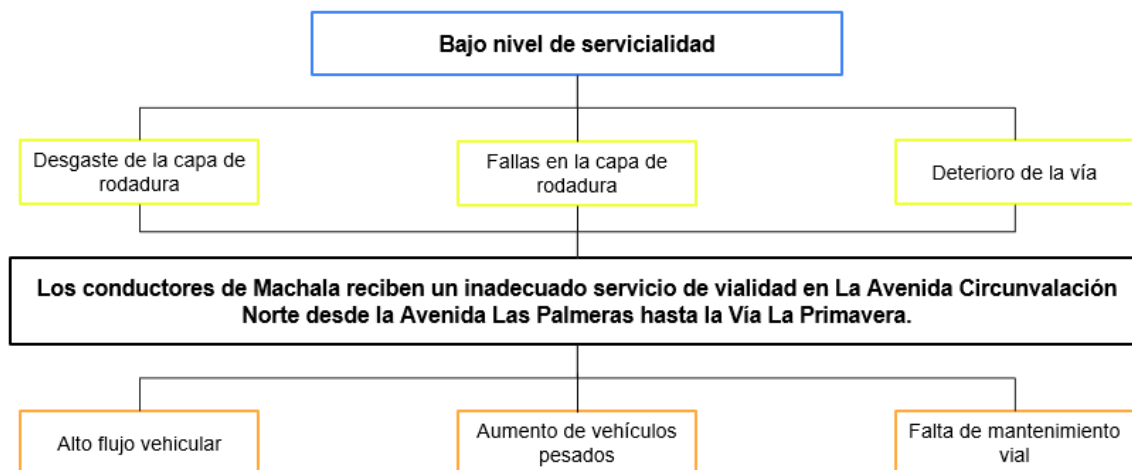 Bajo nivel de servicialidad
Desgaste de la capa de
rodadura
Fallas en la capa de
rodadura
Deterioro de la vía
Los conductores de Machala reciben un inadecuado servicio de vialidad en La Avenida Circunvalación
Norte desde la Avenida Las Palmeras hasta la Vía La Primavera.
Alto flujo vehicular
Aumento de vehículos
pesados
Falta de mantenimiento
vial